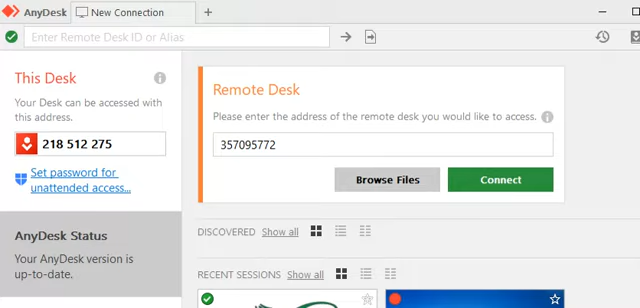 AnyDesk New Connection
Enter Remote Desk ID or Alias
This Desk
Your Desk can be accessed with
this address.
218 512 275
Set password for
unattended access...
AnyDesk Status
Your AnyDesk version is
up-to-date.
Remote Desk
Please enter the address of the remote desk you would like to access.
357095772
Browse Files Connect
DISCOVERED Show all
RECENT SESSIONS Show all